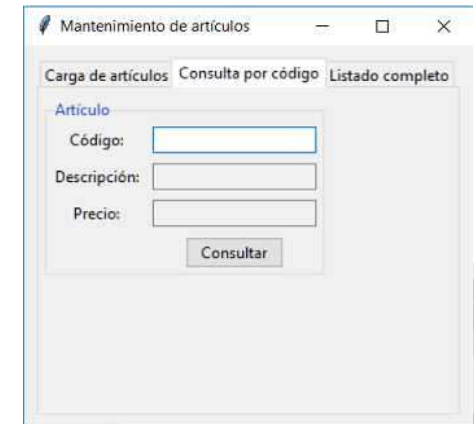 Mantenimiento de artículos
Carga de artículos Consulta por código Listado completo
Artículo
Código:
Descripción:
Precio:
Consultar